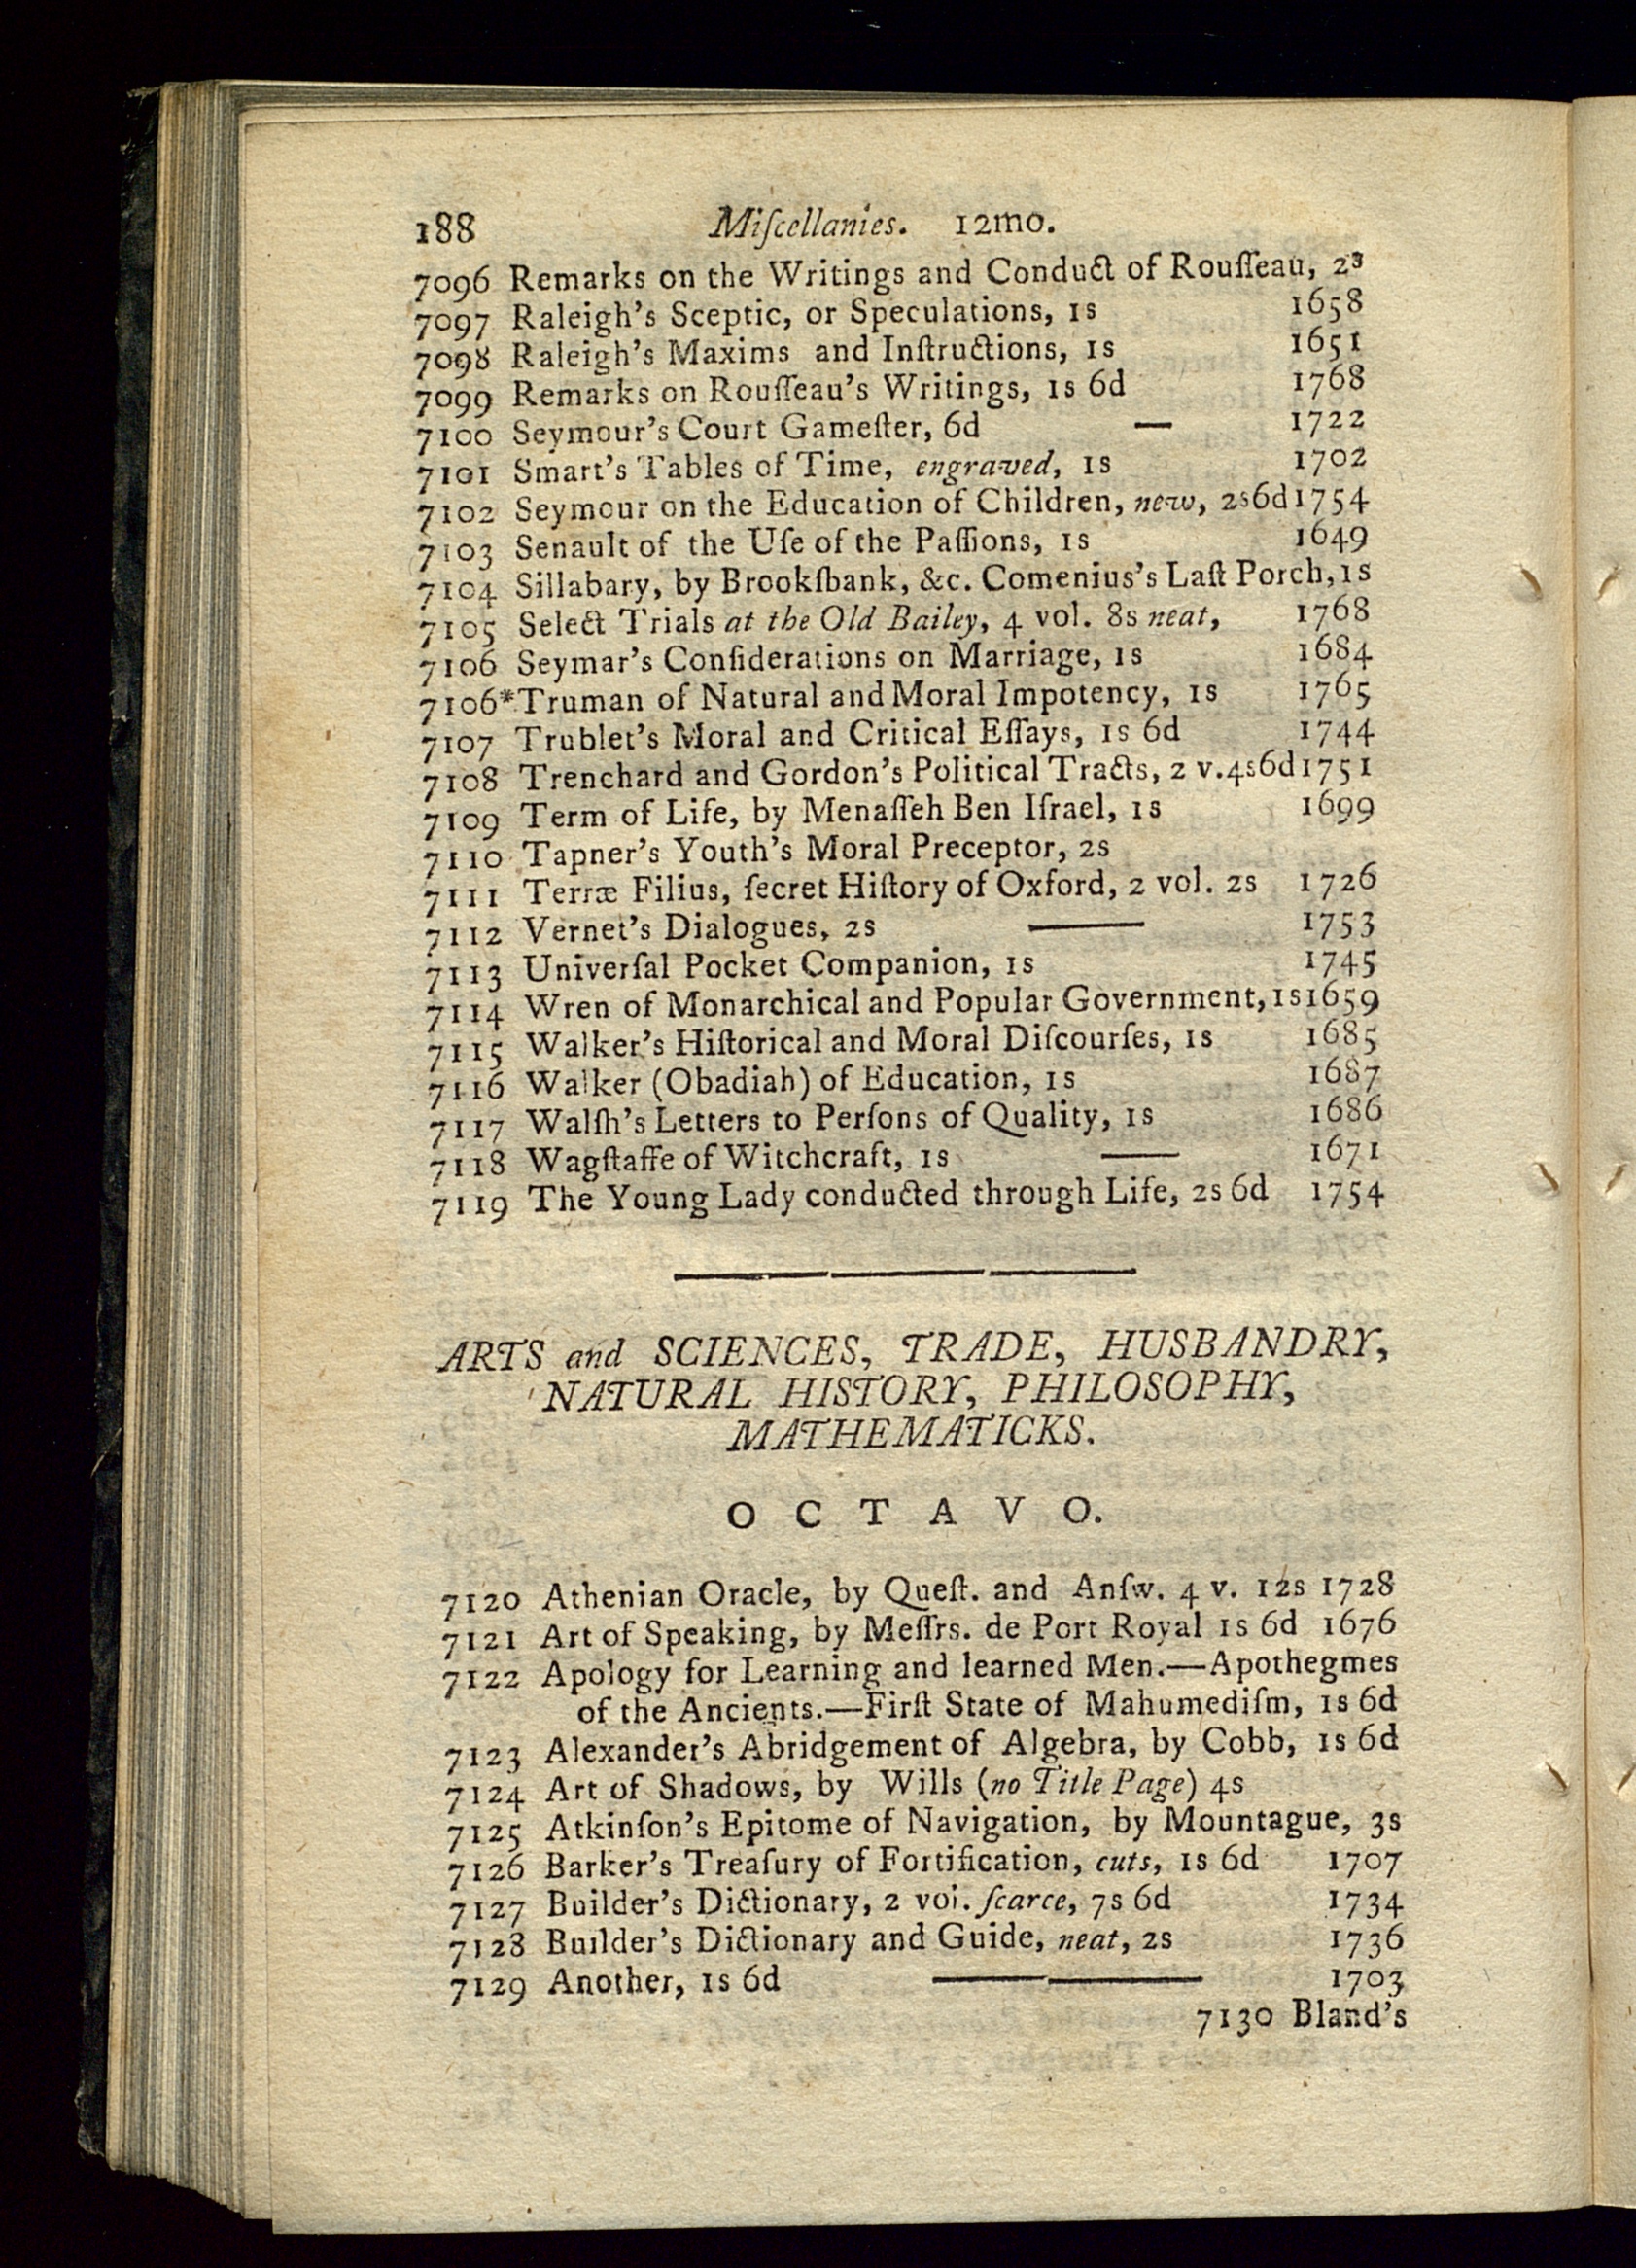 188 Miſcellanies. 12mo.
7096 Remarks on the Writings and Conduct of Rouſſeau, 2s
7097 Raleigh's Sceptic, or Speculations, 1s 1658
7098 Raleigh's Maxims and Inſtructions, 1s 1651
7099 Remarks on Rouſſeau's Writings, 1s 6d 1768
7100 Seymour's Court Gameſter, 6d — 1722
7101 Smart's Tables of Time, engraved, 1s 1702
7102 Seymour on the Education of Children, new, 2s6d 1754
7103 Senault of the Uſe of the Paſſions, 1s 1649
7104 Sillabary, by Brookſbank, &c. Comenius's Laſt Porch, 1s
7105 Select Trials at the Old Bailey, 4 vol. 8s neat, 1768
7106 Seymar's Conſiderations on Marriage, 1s 1684
7106* Truman of Natural and Moral Impotency, 1s 1765
7107 Trublet's Moral and Critical Eſſays, 1s 6d 1744
7108 Trenchard and Gordon's Political Tracts, 2 v. 4s6d 1751
7109 Term of Life, by Menaſſeh Ben Iſrael, 1s 1699
7110 Tapner's Youth's Moral Preceptor, 2s
7111 Terræ Filius, ſecret Hiſtory of Oxford, 2 vol. 2s 1726
7112 Vernet's Dialogues, 2s —— 1753
7113 Univerſal Pocket Companion, 1s 1745
7114 Wren of Monarchical and Popular Government, 1s 1659
7115 Walker's Hiſtorical and Moral Diſcourſes, 1s 1685
7116 Walker (Obadiah) of Education, 1s 1687
7117 Walſh's Letters to Perſons of Quality, 1s 1686
7118 Wagſtaffe of Witchcraft, 1s —— 1671
7119 The Young Lady conducted through Life, 2s 6d 1754
ARTS and SCIENCES, TRADE, HUSBANDRY,
NATURAL HISTORY, PHILOSOPHY,
MATHEMATICKS.
OCTAVO.
7120 Athenian Oracle, by Queſt. and Anſw. 4 v. 12s 1728
7121 Art of Speaking, by Meſſrs. de Port Royal 1s 6d 1676
7122 Apology for Learning and learned Men.—Apothegmes
of the Ancients.—Firſt State of Mahumediſm, 1s 6d
7123 Alexander's Abridgement of Algebra, by Cobb, 1s 6d
7124 Art of Shadows, by Wills (no Title Page) 4s
7125 Atkinſon's Epitome of Navigation, by Mountague, 3s
7126 Barker's Treaſury of Fortification, cuts, 1s 6d 1707
7127 Builder's Dictionary, 2 vol. ſcarce, 7s 6d 1734
7128 Builder's Dictionary and Guide, neat, 2s 1736
7129 Another, 1s 6d —— 1703
7130 Bland's